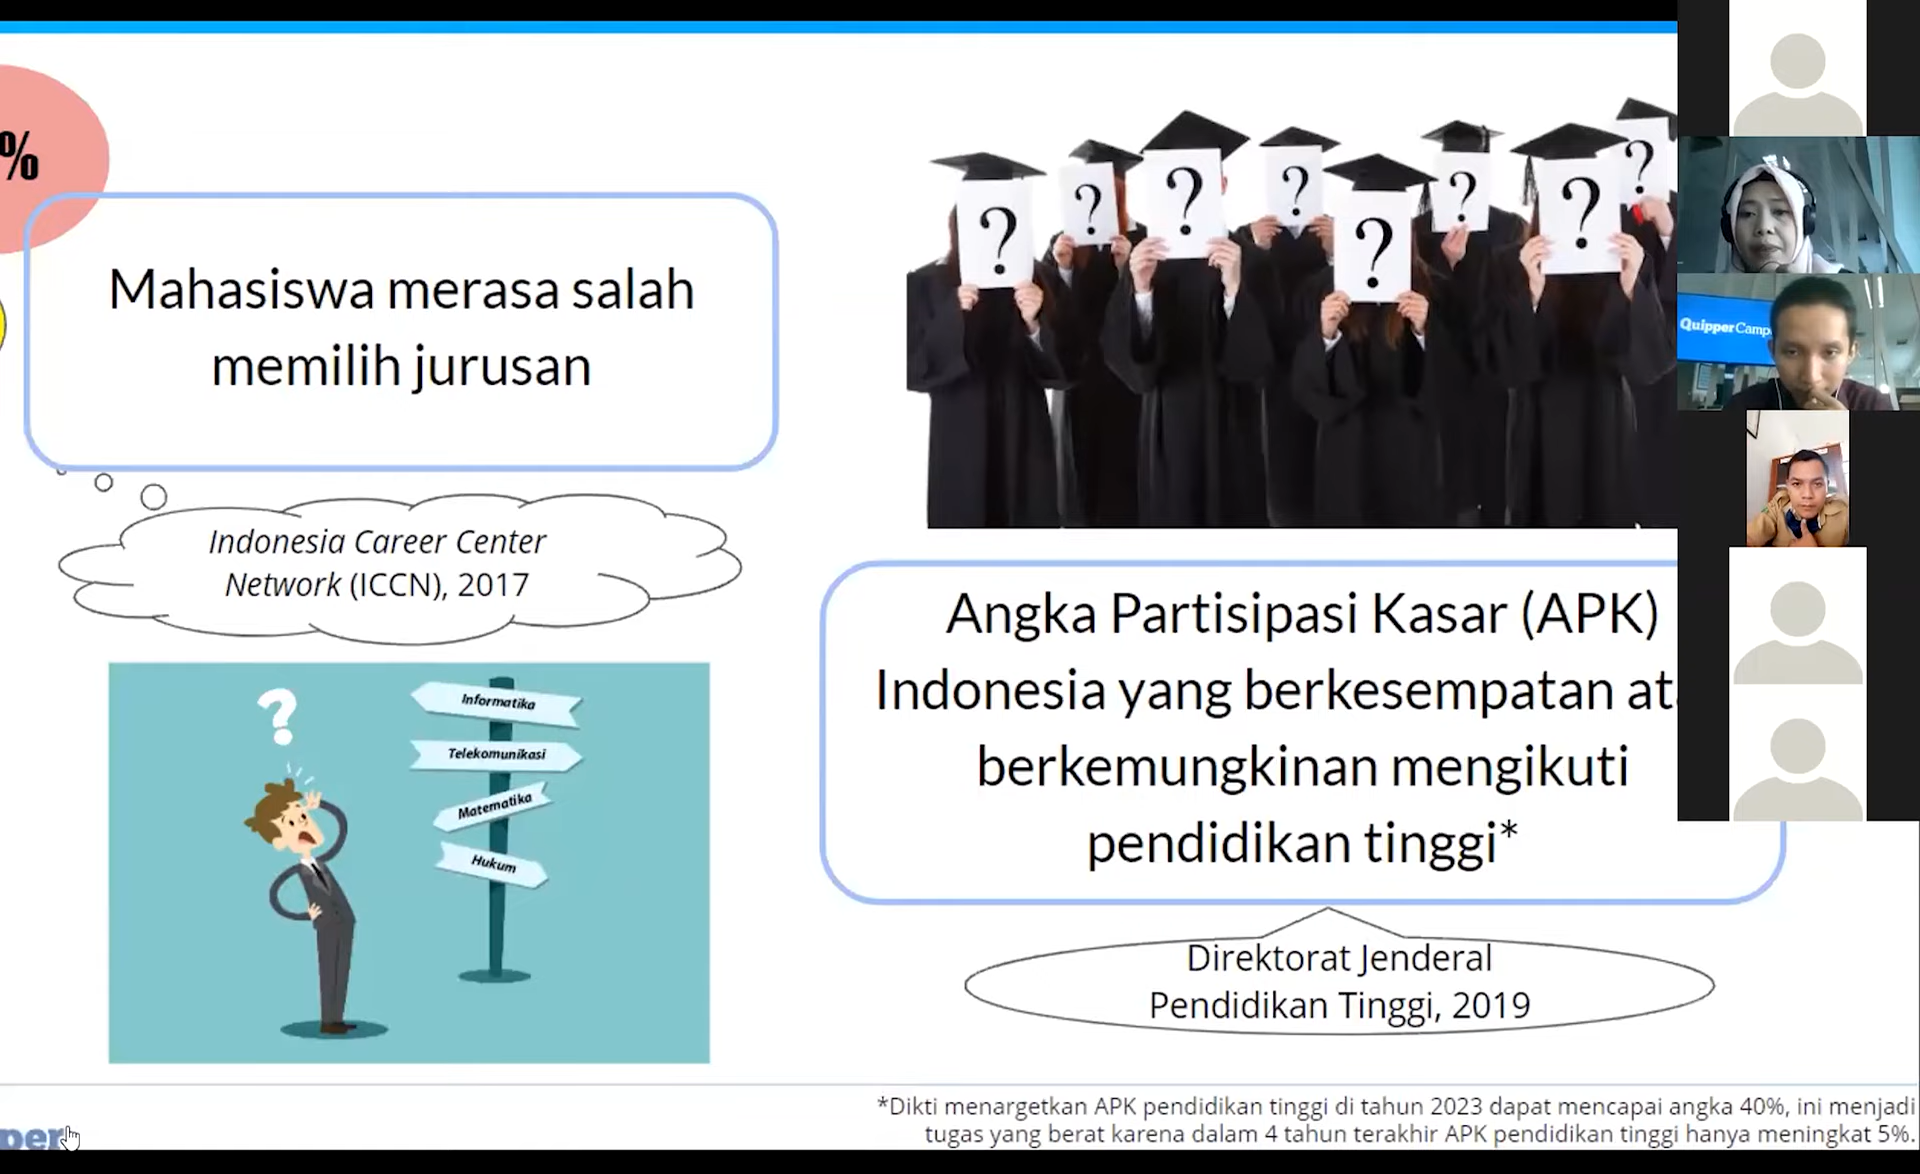 %
Mahasiswa merasa salah
memilih jurusan
Indonesia Career Center
Network (ICCN), 2017
?
Informatika
Telekomunikasi
Matematika
Hukum
? ? ? ? ? ? ? ?
Angka Partisipasi Kasar (APK)
Indonesia yang berkesempatan
berkemungkinan mengikuti
pendidikan tinggi*
Direktorat Jenderal
Pendidikan Tinggi, 2019
*Dikti menargetkan APK pendidikan tinggi di tahun 2023 dapat mencapai angka 40%, ini menjadi
tugas yang berat karena dalam 4 tahun terakhir APK pendidikan tinggi hanya meningkat 5%.
Quipper